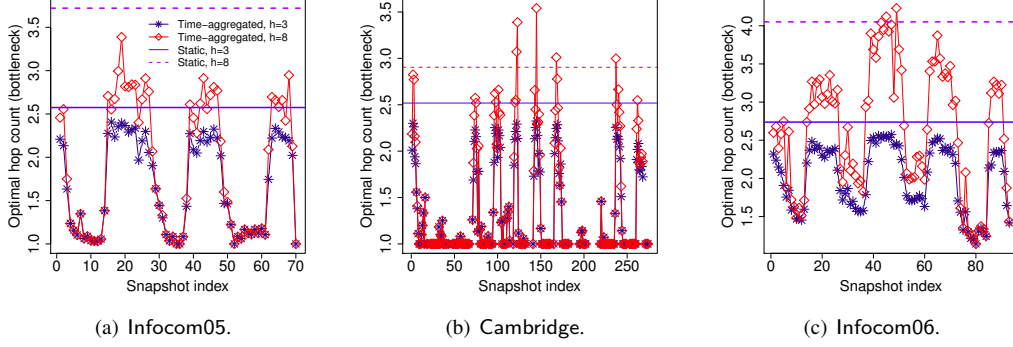 Optimal hop count (bottleneck)
3.5
3.0
2.5
2.0
1.5
1.0
Time-aggregated, h=3
Time-aggregated, h=8
Static, h=3
Static, h=8
0 10 20 30 40 50 60 70
Snapshot index
(a) Infocom05.
Optimal hop count (bottleneck)
3.5
3.0
2.5
2.0
1.5
1.0
0 50 100 150 200 250
Snapshot index
(b) Cambridge.
Optimal hop count (bottleneck)
4.0
3.5
3.0
2.5
2.0
1.5
0 20 40 60 80
Snapshot index
(c) Infocom06.